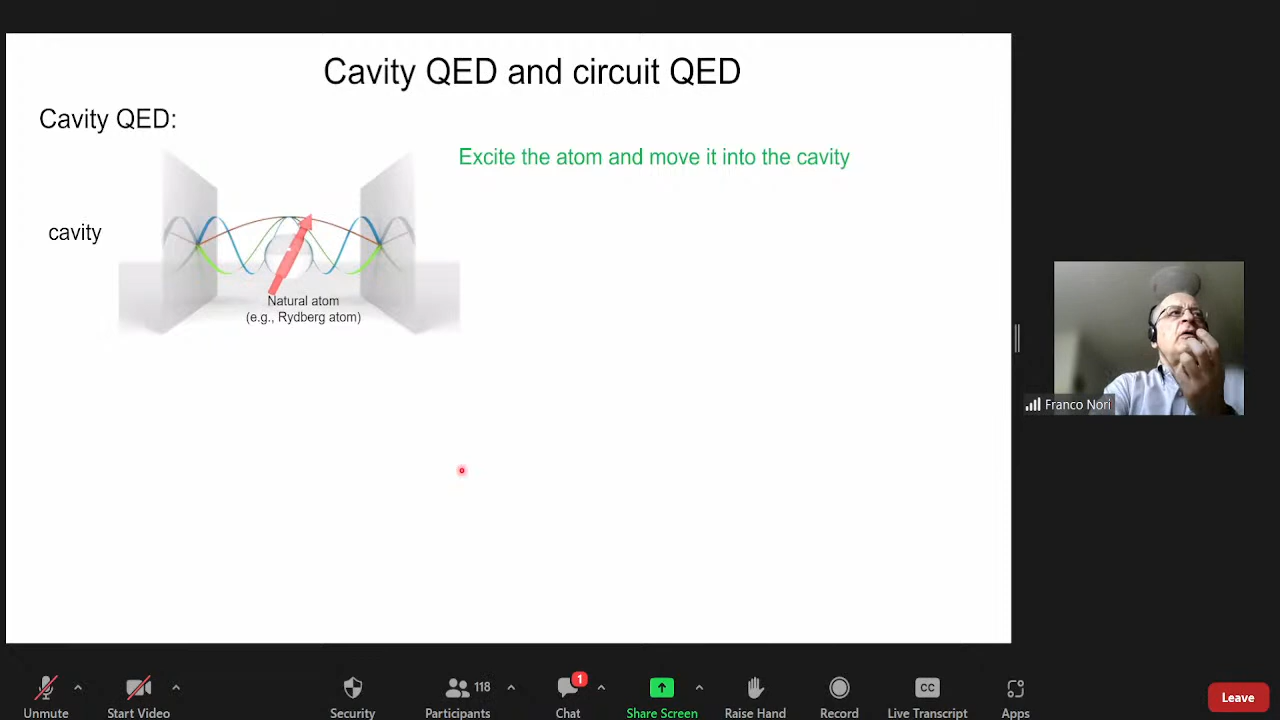 Cavity QED and circuit QED
Cavity QED:
Excite the atom and move it into the cavity
cavity
Natural atom
(e.g., Rydberg atom)
Franco Nori
118
1
CC
Unmute
Start Video
Security
Participants
Chat
Share Screen
Raise Hand
Record
Live Transcript
Apps
Leave